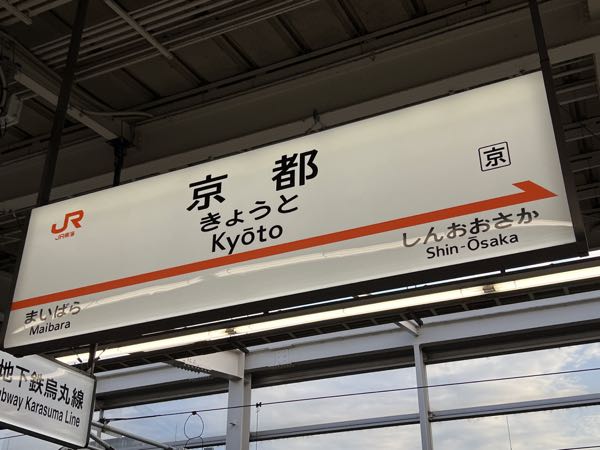 JR
JR東海
京都
きょうと
Kyōto
京
まいばら
Maibara
しんおおさか
Shin-Ōsaka
地下鉄烏丸線
Karasuma Line